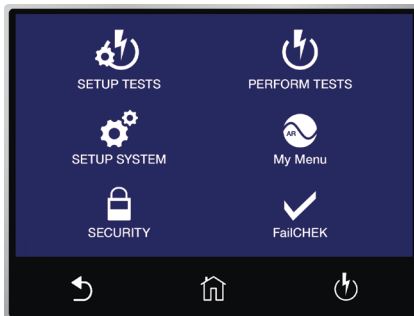 SETUP TESTS
PERFORM TESTS
SETUP SYSTEM
AR
My Menu
SECURITY
FailCHEK